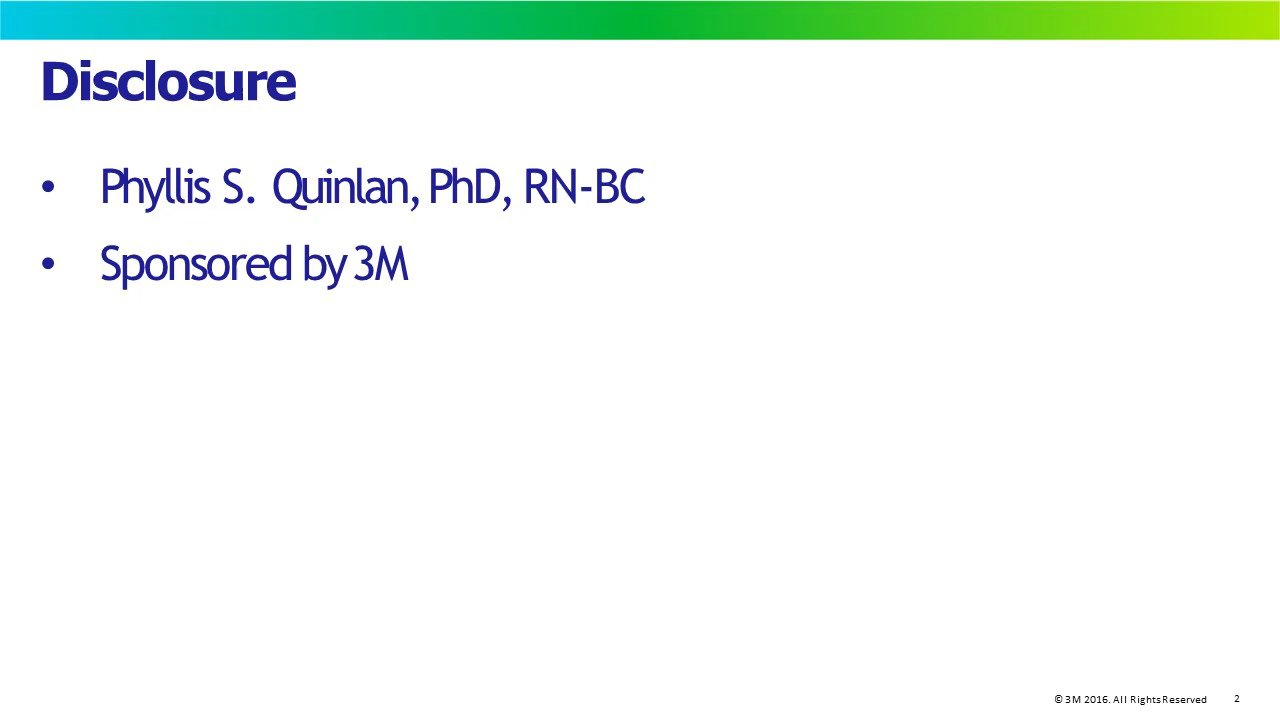 Disclosure
• Phyllis S. Quinlan, PhD, RN-BC
• Sponsored by 3M
© 3M 2016. All Rights Reserved 2